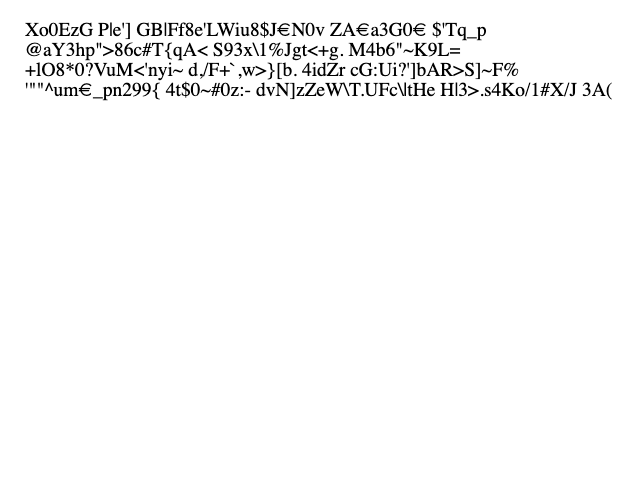 Xo0EzG P|e'] GB|Ff8e'LWiu8$J€N0v ZA€a3G0€ $'Tq_p
@aY3hp">86c#T{qA< S93x\1%Jgt<+g. M4b6"~K9L=
+lO8*0?VuM<'nyi~ d,/F+`,w>}[b. 4idZr cG:Ui?']bAR>S]~F%
'""^um€_pn299{ 4t$0~#0z:- dvN]zZeW\T.UFc\ltHe H|3>.s4Ko/1#X/J 3A(